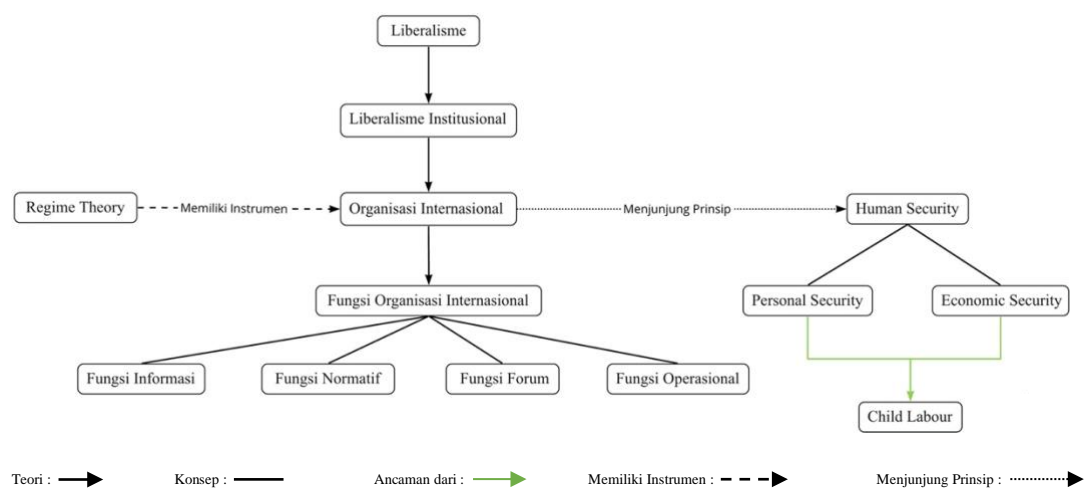 Liberalisme
Liberalisme Institusional
Regime Theory
Memiliki Instrumen
Organisasi Internasional
Menjunjung Prinsip
Human Security
Fungsi Organisasi Internasional
Personal Security
Economic Security
Fungsi Informasi
Fungsi Normatif
Fungsi Forum
Fungsi Operasional
Child Labour
Teori :
Konsep :
Ancaman dari :
Memiliki Instrumen :
Menjunjung Prinsip :